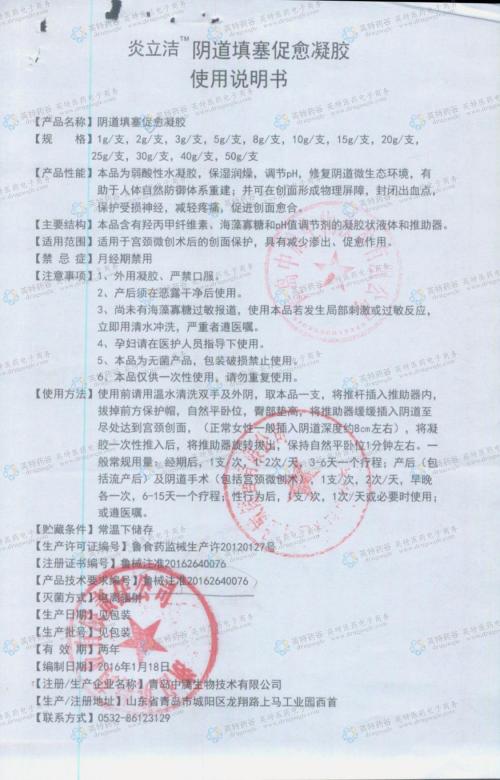 炎立洁™阴道填塞促愈凝胶
使用说明书
【产品名称】阴道填塞促愈凝胶
【规　　格】1g/支，2g/支，3g/支，5g/支，8g/支，10g/支，15g/支，20g/支，
25g/支，30g/支，40g/支，50g/支
【产品性能】本品为弱酸性水凝胶，保湿润燥，调节pH，修复阴道微生态环境，有
助于人体自然防御体系重建；并可在创面形成物理屏障，封闭出血点，
保护受损神经，减轻疼痛，促进创面愈合。
【主要结构】本品含有羟丙甲纤维素、海藻寡糖和pH值调节剂的凝胶状液体和推助器。
【适用范围】适用于宫颈微创术后的创面保护，具有减少渗出、促愈作用。
【禁 忌 症】月经期禁用
【注意事项】1、外用凝胶、严禁口服。
2、产后须在恶露干净后使用。
3、尚未有海藻寡糖过敏报道，使用本品若发生局部刺激或过敏反应，
立即用清水冲洗，严重者遵医嘱。
4、孕妇请在医护人员指导下使用。
5、本品为无菌产品，包装破损禁止使用。
6、本品仅供一次性使用，请勿重复使用。
【使用方法】使用前请用温水清洗双手及外阴，取本品一支，将推杆插入推助器内，
拔掉前方保护帽，自然平卧位，臀部垫高，将推助器缓缓插入阴道至
尽处达到宫颈创面，（正常女性一般插入阴道深度约8cm左右），将凝
胶一次性推入后，将推助器旋转拔出，保持自然平卧位1分钟左右。一
般常规用量：经期后，1支/次，1-2次/天，3-6天一个疗程；产后（包
括流产后）及阴道手术（包括宫颈微创术），1支/次，2次/天，早晚
各一次，6-15天一个疗程；性行为后，1支/次，1次/天或必要时使用；
或遵医嘱。
【贮藏条件】常温下储存
【生产许可证编号】鲁食药监械生产许20120127号
【注册证编号】鲁械注准20162640076
【产品技术要求编号】鲁械注准20162640076
【灭菌方式】电离辐射
【生产日期】见包装
【生产批号】见包装
【有 效 期】两年
【编制日期】2016年1月18日
【注册/生产企业名称】青岛中腾生物技术有限公司
【生产/注册地址】山东省青岛市城阳区龙翔路上马工业园西首
【联系方式】0532-86123129